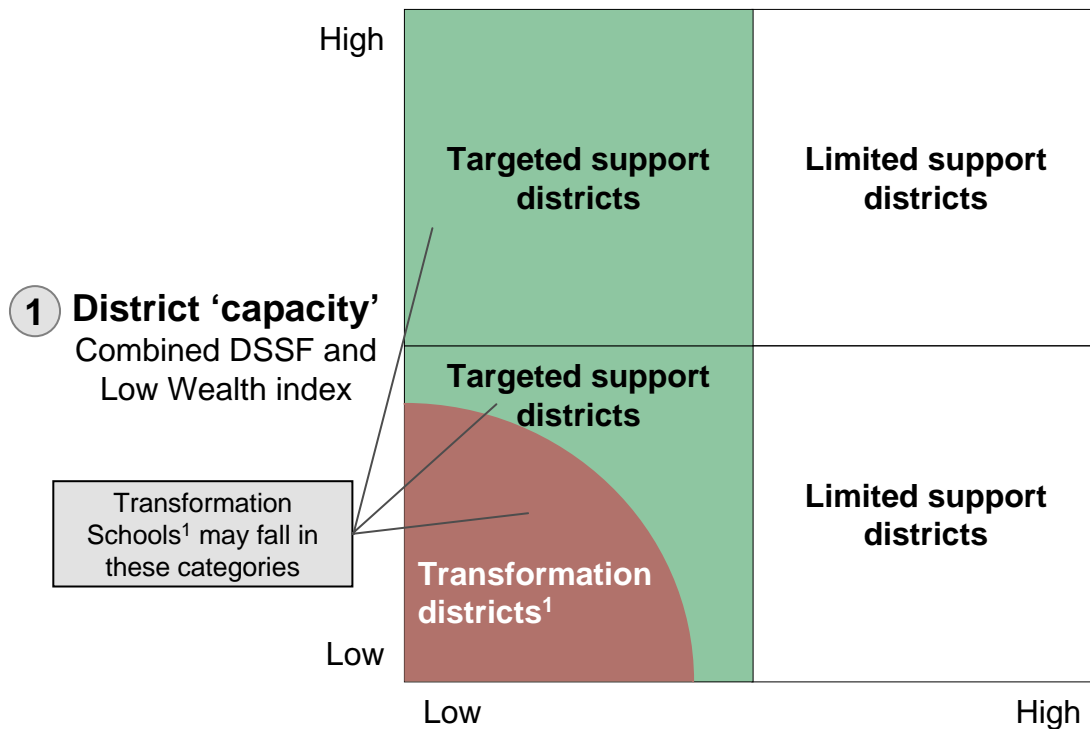 High
Targeted support
districts
Limited support
districts
1
District ‘capacity’
Combined DSSF and
Low Wealth index
Targeted support
districts
Transformation
Schools¹ may fall in
these categories
Limited support
districts
Transformation
districts¹
Low
Low
High